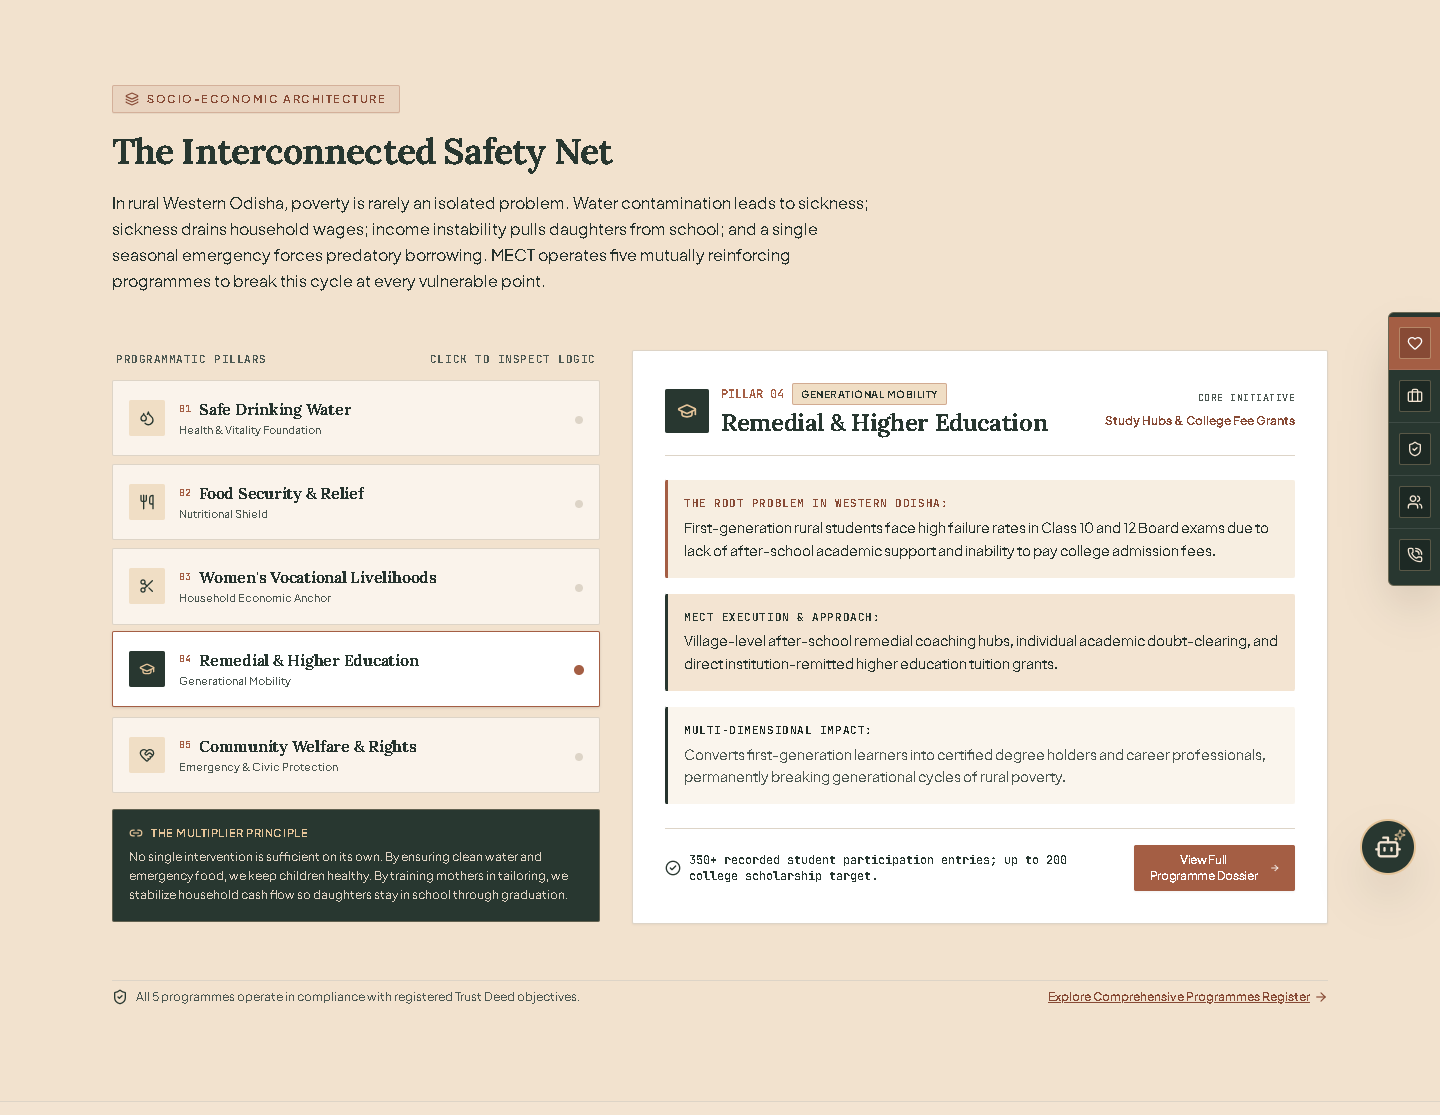 SOCIO-ECONOMIC ARCHITECTURE
The Interconnected Safety Net
In rural Western Odisha, poverty is rarely an isolated problem. Water contamination leads to sickness;
sickness drains household wages; income instability pulls daughters from school; and a single
seasonal emergency forces predatory borrowing. MECT operates five mutually reinforcing
programmes to break this cycle at every vulnerable point.
PROGRAMMATIC PILLARS
CLICK TO INSPECT LOGIC
01 Safe Drinking Water
Health & Vitality Foundation
02 Food Security & Relief
Nutritional Shield
03 Women's Vocational Livelihoods
Household Economic Anchor
04 Remedial & Higher Education
Generational Mobility
05 Community Welfare & Rights
Emergency & Civic Protection
THE MULTIPLIER PRINCIPLE
No single intervention is sufficient on its own. By ensuring clean water and
emergency food, we keep children healthy. By training mothers in tailoring, we
stabilize household cash flow so daughters stay in school through graduation.
PILLAR 04 GENERATIONAL MOBILITY
Remedial & Higher Education
CORE INITIATIVE
Study Hubs & College Fee Grants
THE ROOT PROBLEM IN WESTERN ODISHA:
First-generation rural students face high failure rates in Class 10 and 12 Board exams due to
lack of after-school academic support and inability to pay college admission fees.
MECT EXECUTION & APPROACH:
Village-level after-school remedial coaching hubs, individual academic doubt-clearing, and
direct institution-remitted higher education tuition grants.
MULTI-DIMENSIONAL IMPACT:
Converts first-generation learners into certified degree holders and career professionals,
permanently breaking generational cycles of rural poverty.
350+ recorded student participation entries; up to 200
college scholarship target.
View Full
Programme Dossier
All 5 programmes operate in compliance with registered Trust Deed objectives.
Explore Comprehensive Programmes Register